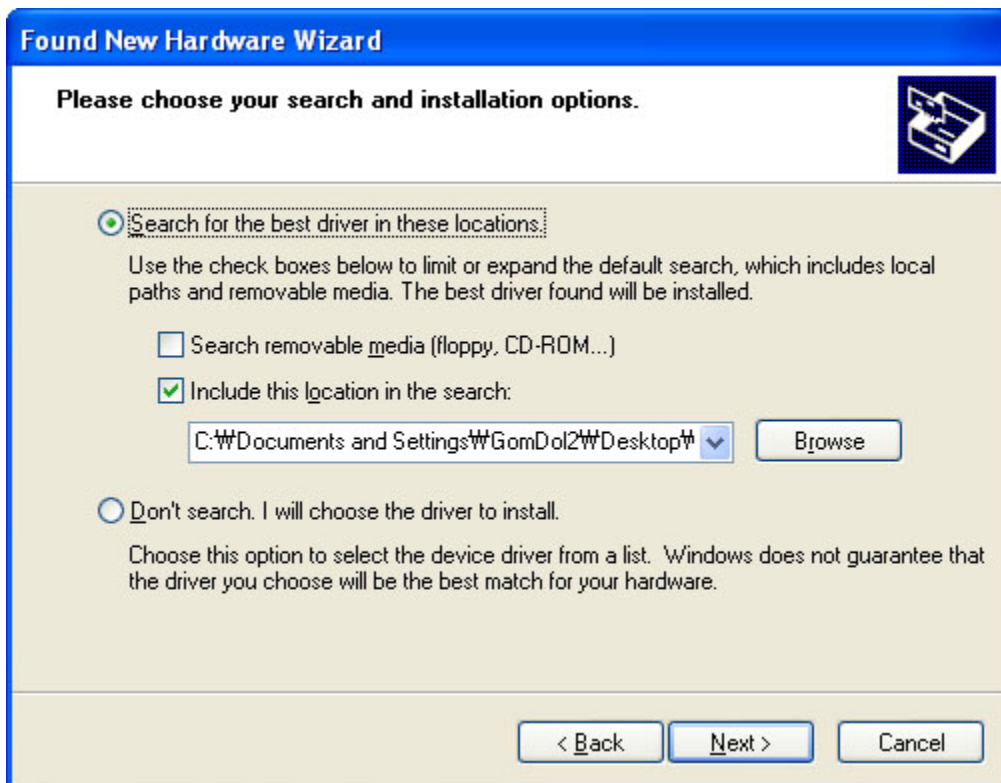 Found New Hardware Wizard
Please choose your search and installation options.
Search for the best driver in these locations.
Use the check boxes below to limit or expand the default search, which includes local
paths and removable media. The best driver found will be installed.
Search removable media (floppy, CD-ROM...)
Include this location in the search:
C:₩Documents and Settings₩GomDol2₩Desktop₩
Browse
Don't search. I will choose the driver to install.
Choose this option to select the device driver from a list. Windows does not guarantee that
the driver you choose will be the best match for your hardware.
< Back
Next >
Cancel